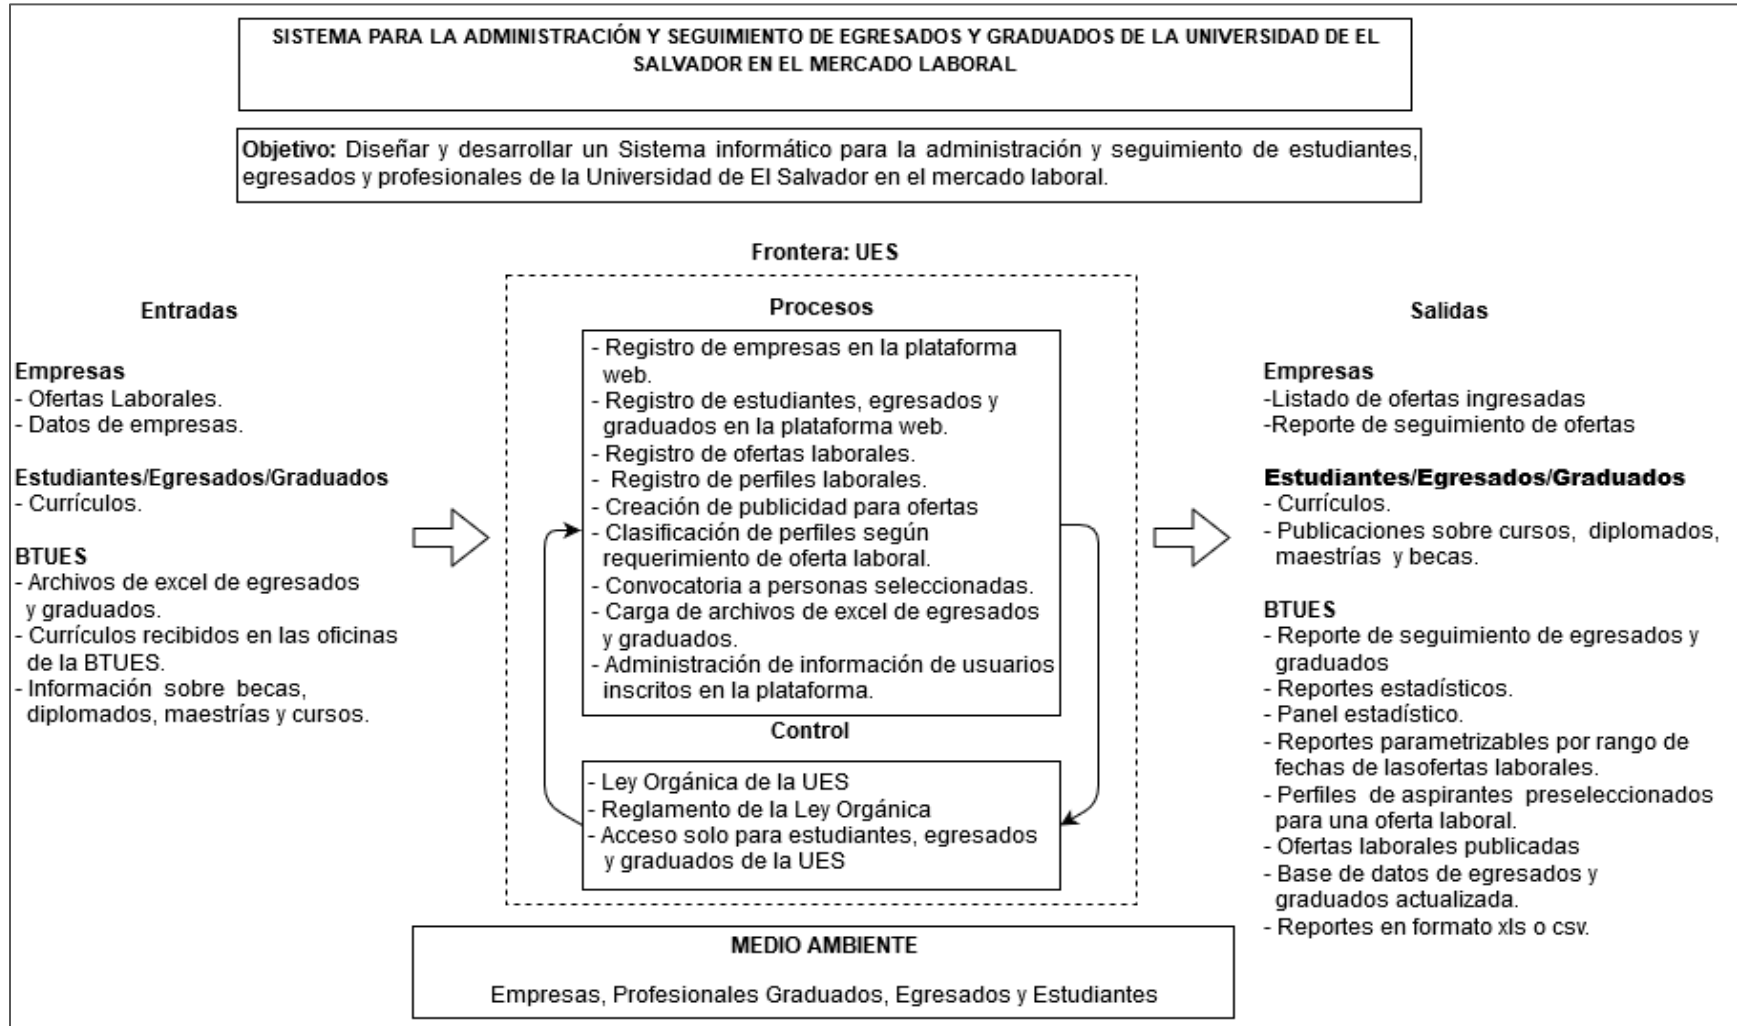 SISTEMA PARA LA ADMINISTRACIÓN Y SEGUIMIENTO DE EGRESADOS Y GRADUADOS DE LA UNIVERSIDAD DE EL
SALVADOR EN EL MERCADO LABORAL
Objetivo: Diseñar y desarrollar un Sistema informático para la administración y seguimiento de estudiantes,
egresados y profesionales de la Universidad de El Salvador en el mercado laboral.
Frontera: UES
Entradas
Empresas
- Ofertas Laborales.
- Datos de empresas.
Estudiantes/Egresados/Graduados
- Currículos.
BTUES
- Archivos de excel de egresados
y graduados.
- Currículos recibidos en las oficinas
de la BTUES.
- Información sobre becas,
diplomados, maestrías y cursos.
Procesos
- Registro de empresas en la plataforma
web.
- Registro de estudiantes, egresados y
graduados en la plataforma web.
- Registro de ofertas laborales.
- Registro de perfiles laborales.
- Creación de publicidad para ofertas
- Clasificación de perfiles según
requerimiento de oferta laboral.
- Convocatoria a personas seleccionadas.
- Carga de archivos de excel de egresados
y graduados.
- Administración de información de usuarios
inscritos en la plataforma.
Control
- Ley Orgánica de la UES
- Reglamento de la Ley Orgánica
- Acceso solo para estudiantes, egresados
y graduados de la UES
Salidas
Empresas
-Listado de ofertas ingresadas
-Reporte de seguimiento de ofertas
Estudiantes/Egresados/Graduados
- Currículos.
- Publicaciones sobre cursos, diplomados,
maestrías y becas.
BTUES
- Reporte de seguimiento de egresados y
graduados
- Reportes estadísticos.
- Panel estadístico.
- Reportes parametrizables por rango de
fechas de lasofertas laborales.
- Perfiles de aspirantes preseleccionados
para una oferta laboral.
- Ofertas laborales publicadas
- Base de datos de egresados y
graduados actualizada.
- Reportes en formato xls o csv.
MEDIO AMBIENTE
Empresas, Profesionales Graduados, Egresados y Estudiantes